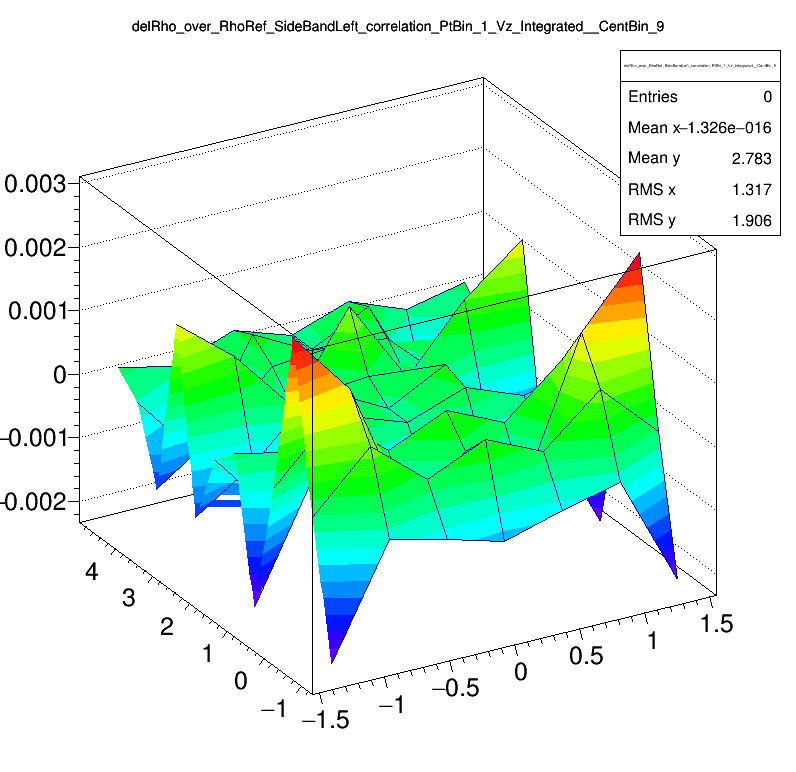 delRho_over_RhoRef_SideBandLeft_correlation_PtBin_1_Vz_Integrated__CentBin_9
delRho_over_RhoRef_SideBandLeft_correlation_PtBin_1_Vz_Integrated__CentBin_9
Entries 0
Mean x −1.326e−016
Mean y 2.783
RMS x 1.317
RMS y 1.906
0.003
0.002
0.001
0
−0.001
−0.002
4
3
2
1
0
−1
−1.5
−1
−0.5
0
0.5
1
1.5